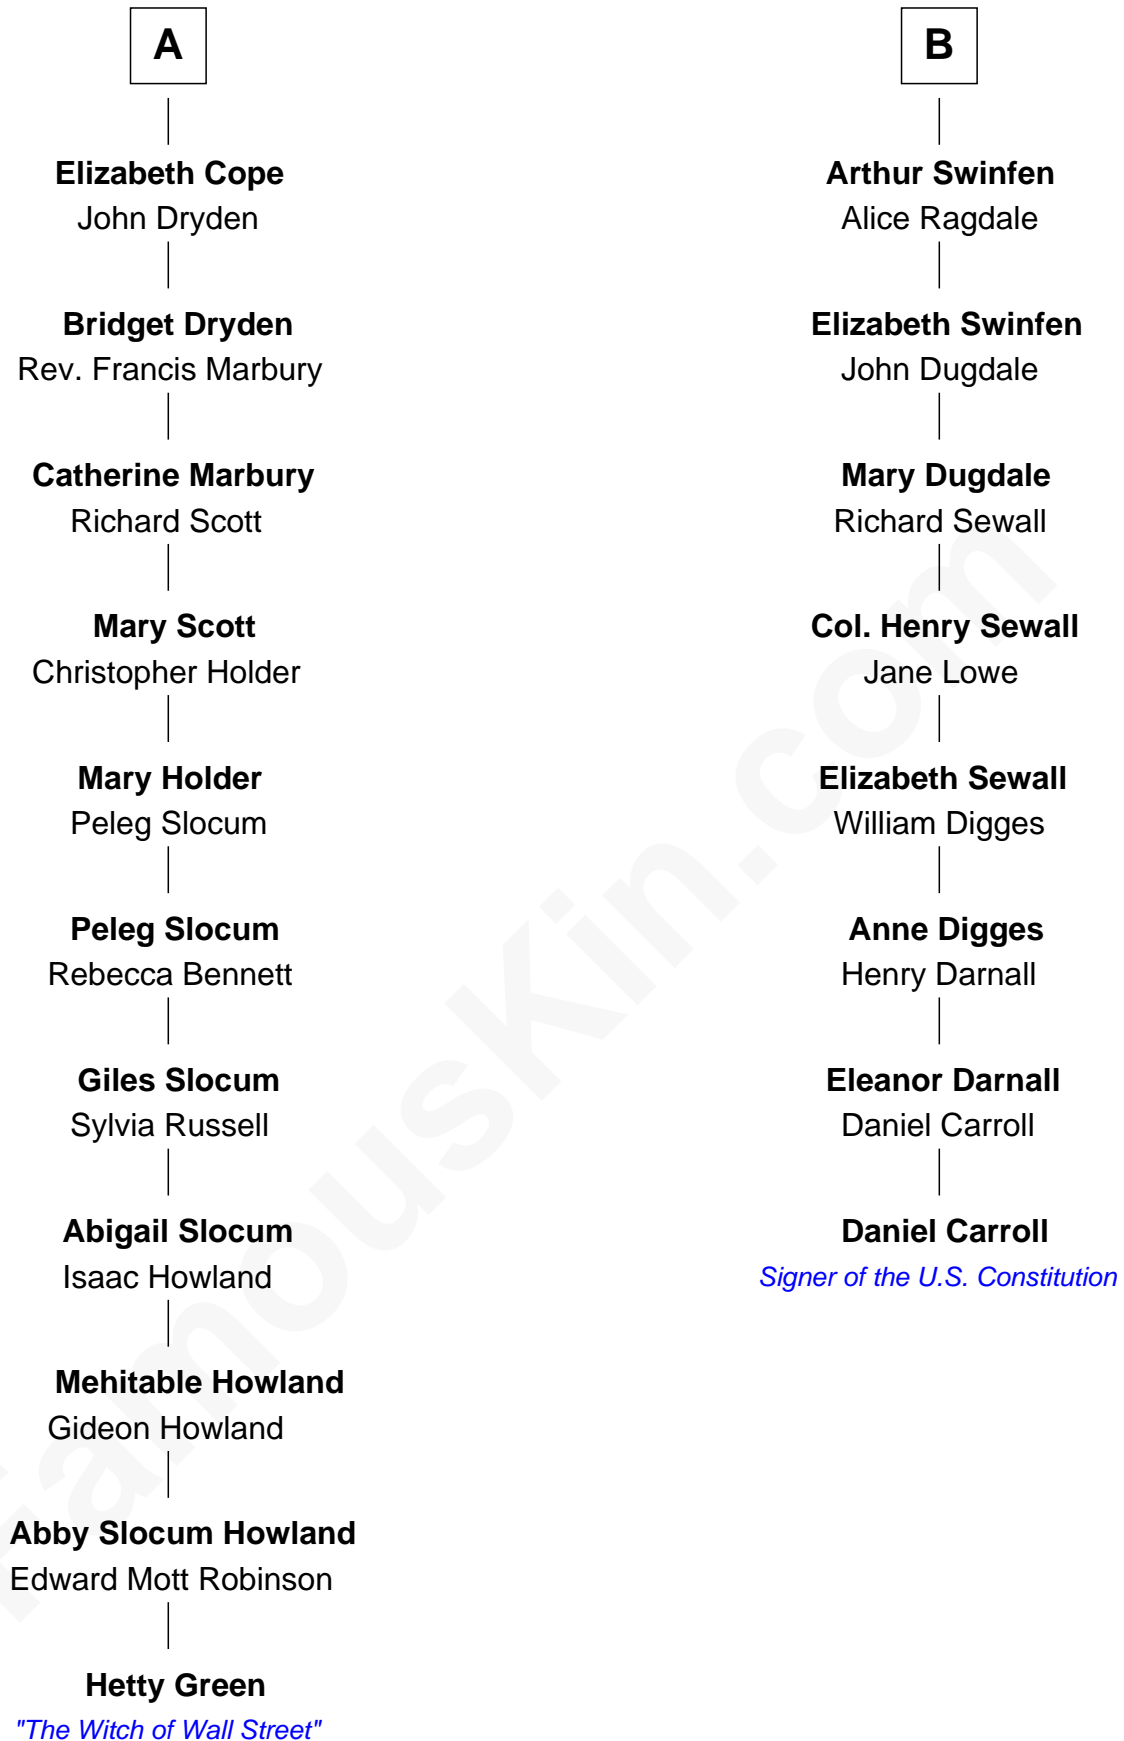 A
Elizabeth Cope
John Dryden
Bridget Dryden
Rev. Francis Marbury
Catherine Marbury
Richard Scott
Mary Scott
Christopher Holder
Mary Holder
Peleg Slocum
Peleg Slocum
Rebecca Bennett
Giles Slocum
Sylvia Russell
Abigail Slocum
Isaac Howland
Mehitable Howland
Gideon Howland
Abby Slocum Howland
Edward Mott Robinson
Hetty Green
"The Witch of Wall Street"
B
Arthur Swinfen
Alice Ragdale
Elizabeth Swinfen
John Dugdale
Mary Dugdale
Richard Sewall
Col. Henry Sewall
Jane Lowe
Elizabeth Sewall
William Digges
Anne Digges
Henry Darnall
Eleanor Darnall
Daniel Carroll
Daniel Carroll
Signer of the U.S. Constitution
FamousKin.com